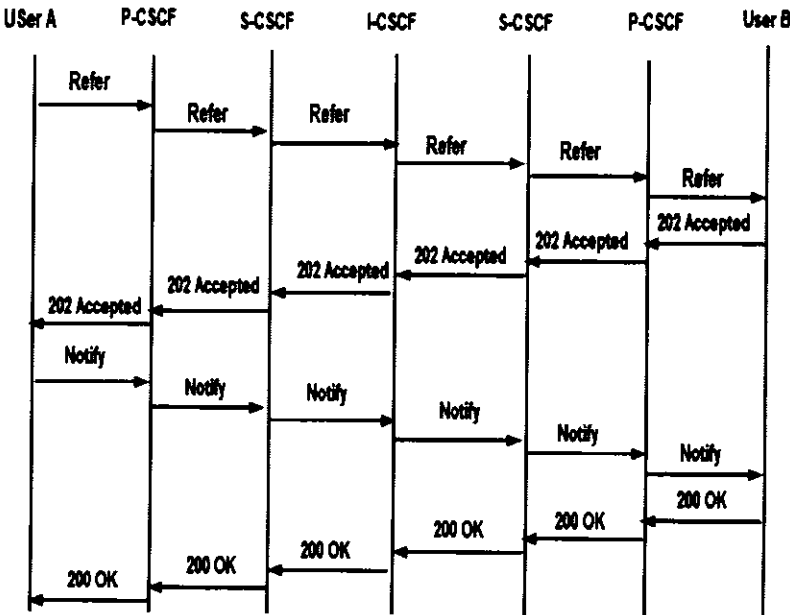 USer A P-CSCF S-CSCF I-CSCF S-CSCF P-CSCF User B
Refer
Refer
Refer
Refer
Refer
Refer
202 Accepted
202 Accepted
202 Accepted
202 Accepted
202 Accepted
202 Accepted
Notify
Notify
Notify
Notify
Notify
Notify
200 OK
200 OK
200 OK
200 OK
200 OK
200 OK